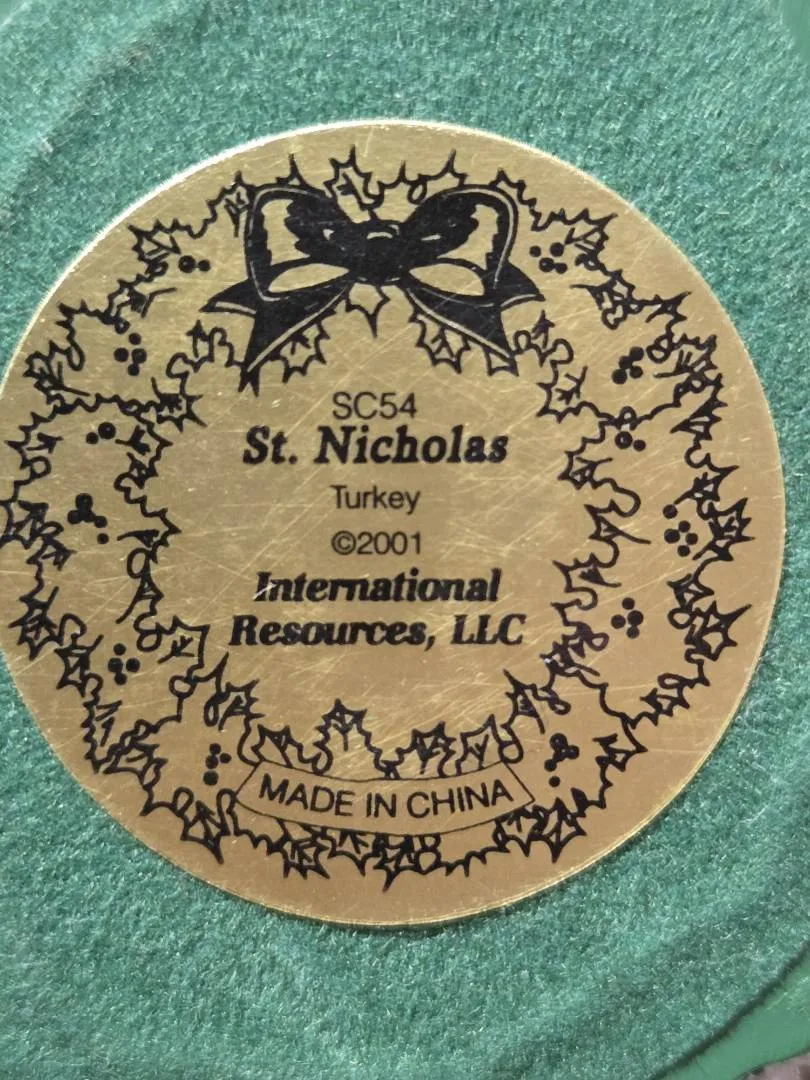 SC54
St. Nicholas
Turkey
©2001
International
Resources, LLC
MADE IN CHINA